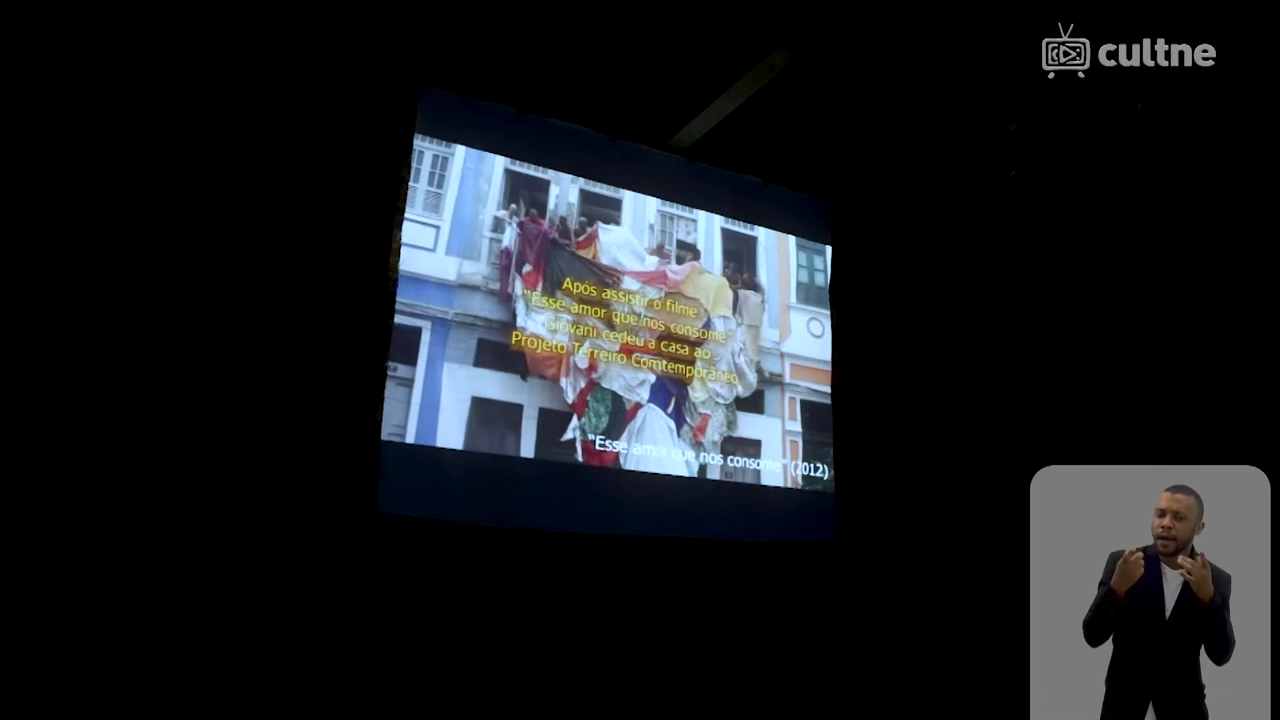 cultne
Após assistir o filme
"Esse amor que nos consome"
Giovani cedeu a casa ao
Projeto Terreiro Comtemporâneo
"Esse amor que nos consome" (2012)